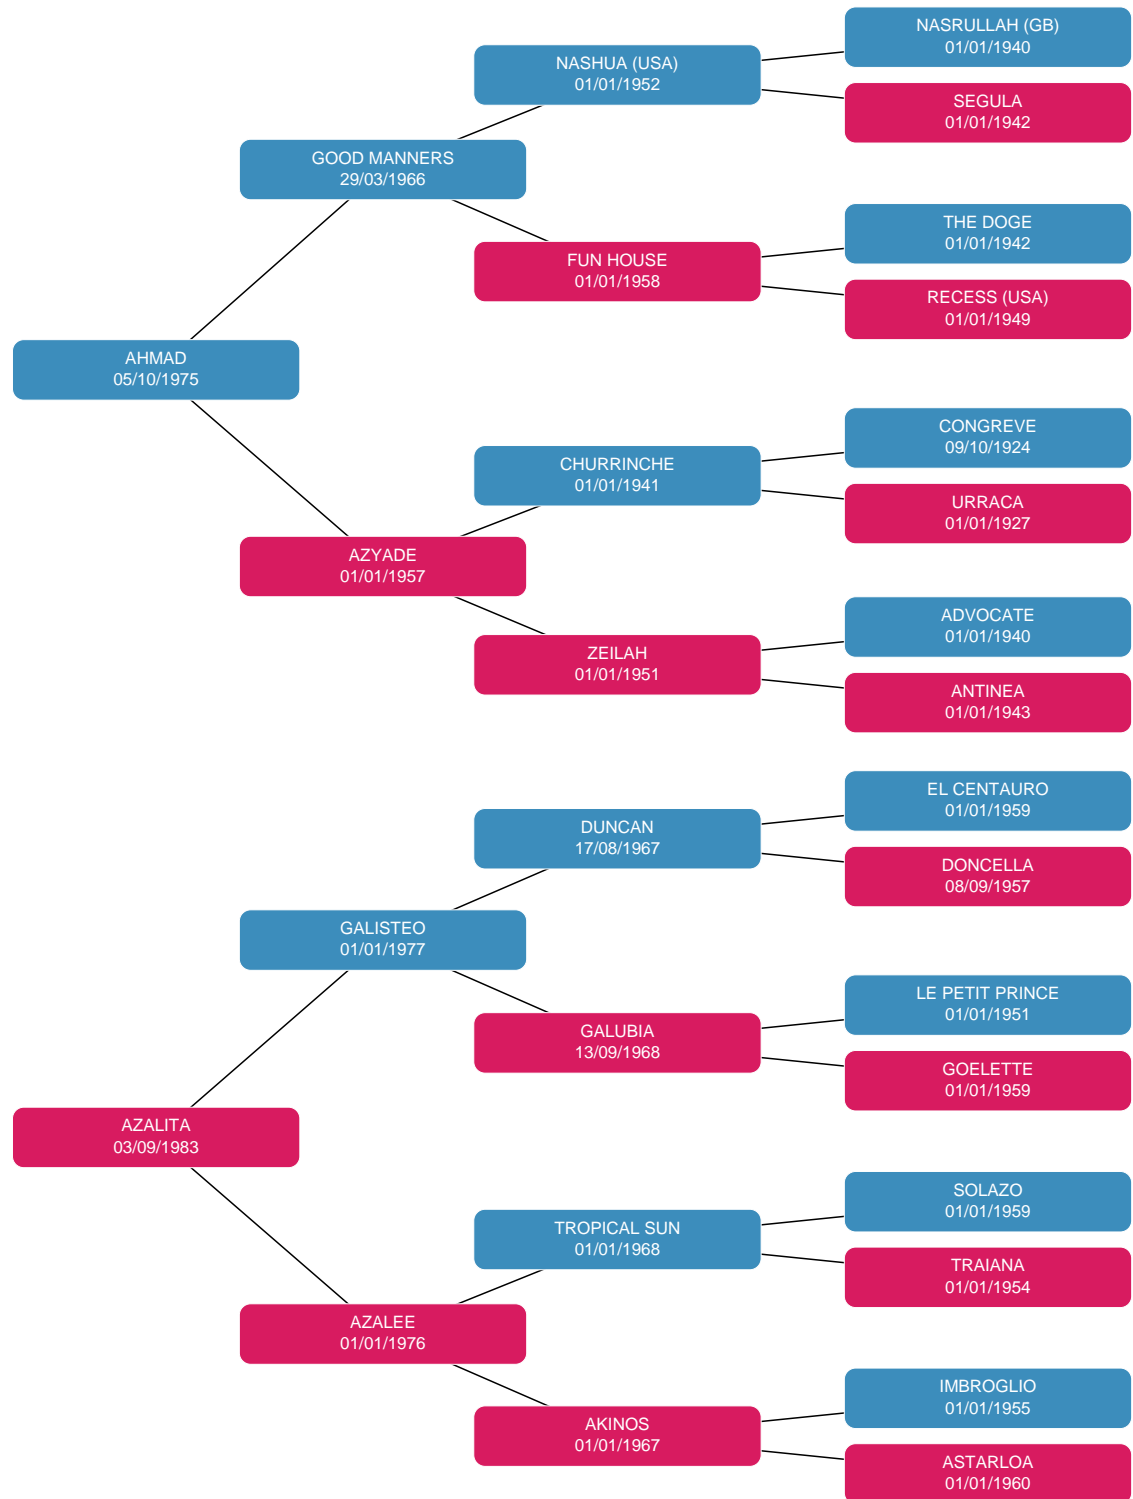 NASRULLAH (GB)
01/01/1940
NASHUA (USA)
01/01/1952
SEGULA
01/01/1942
GOOD MANNERS
29/03/1966
THE DOGE
01/01/1942
FUN HOUSE
01/01/1958
RECESS (USA)
01/01/1949
AHMAD
05/10/1975
CONGREVE
09/10/1924
CHURRINCHE
01/01/1941
URRACA
01/01/1927
AZYADE
01/01/1957
ADVOCATE
01/01/1940
ZEILAH
01/01/1951
ANTINEA
01/01/1943
EL CENTAURO
01/01/1959
DUNCAN
17/08/1967
DONCELLA
08/09/1957
GALISTEO
01/01/1977
LE PETIT PRINCE
01/01/1951
GALUBIA
13/09/1968
GOELETTE
01/01/1959
AZALITA
03/09/1983
SOLAZO
01/01/1959
TROPICAL SUN
01/01/1968
TRAIANA
01/01/1954
AZALEE
01/01/1976
IMBROGLIO
01/01/1955
AKINOS
01/01/1967
ASTARLOA
01/01/1960